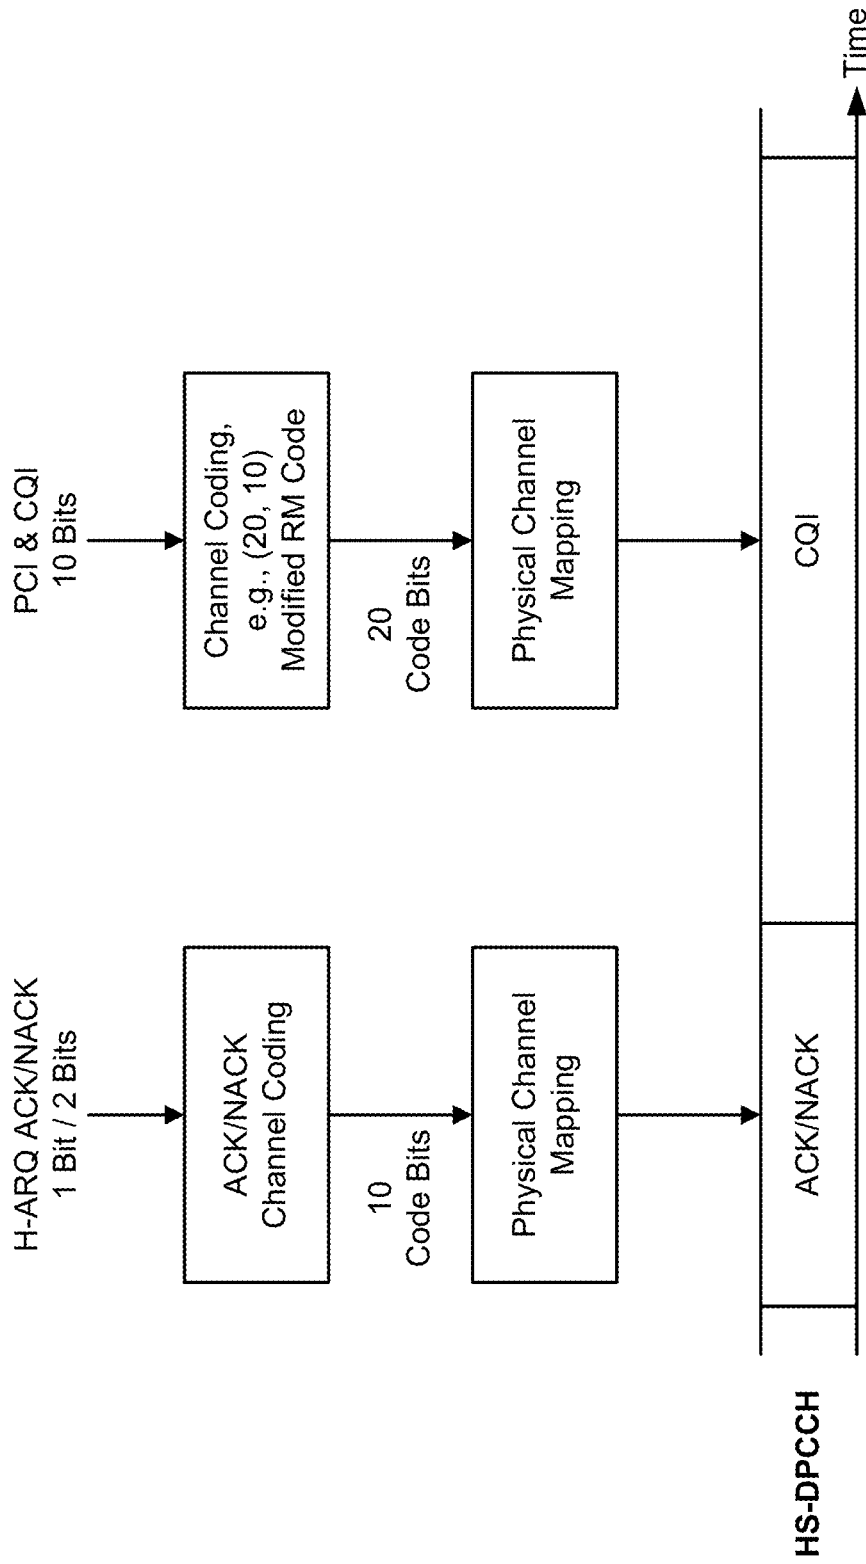 H-ARQ ACK/NACK
1 Bit / 2 Bits
ACK/NACK
Channel Coding
10
Code Bits
Physical Channel
Mapping
ACK/NACK
PCI & CQI
10 Bits
Channel Coding,
e.g., (20, 10)
Modified RM Code
20
Code Bits
Physical Channel
Mapping
CQI
HS-DPCCH
Time